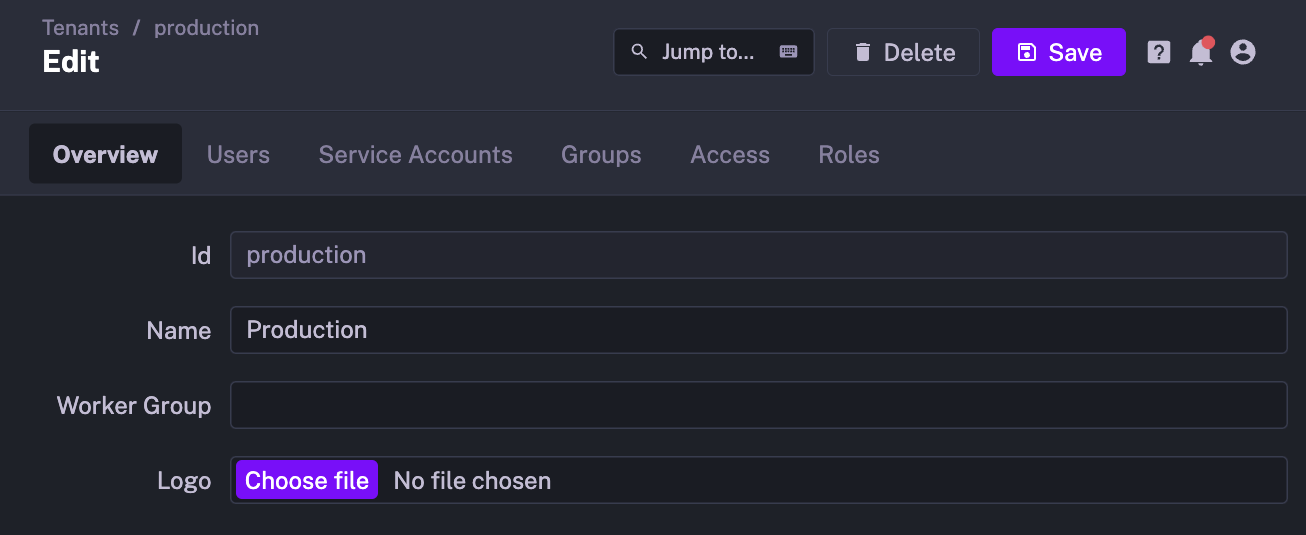 Tenants / production
Edit
Jump to...
Delete
Save
Overview Users Service Accounts Groups Access Roles
Id production
Name Production
Worker Group
Logo Choose file No file chosen